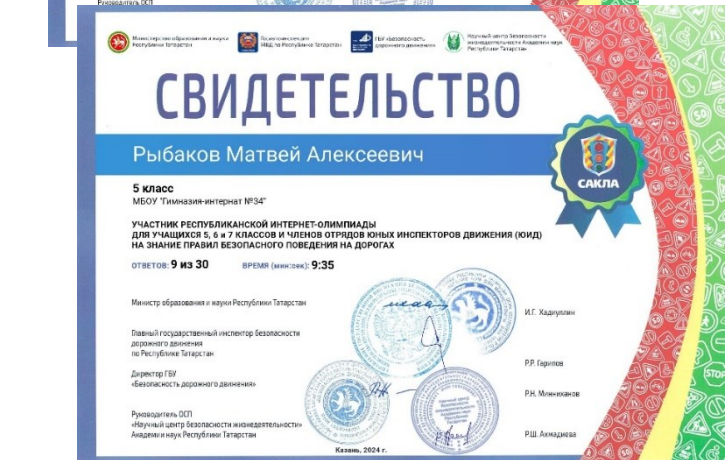 Руководитель ОСП
Министерство образования и науки
Республики Татарстан
Госавтоинспекция
МВД по Республике Татарстан
ГБУ «Безопасность
дорожного движения»
Научный центр безопасности
жизнедеятельности Академии наук
Республики Татарстан
СВИДЕТЕЛЬСТВО
Рыбаков Матвей Алексеевич
САКЛА
5 класс
МБОУ "Гимназия-интернат №34"
УЧАСТНИК РЕСПУБЛИКАНСКОЙ ИНТЕРНЕТ-ОЛИМПИАДЫ
ДЛЯ УЧАЩИХСЯ 5, 6 и 7 КЛАССОВ И ЧЛЕНОВ ОТРЯДОВ ЮНЫХ ИНСПЕКТОРОВ ДВИЖЕНИЯ (ЮИД)
НА ЗНАНИЕ ПРАВИЛ БЕЗОПАСНОГО ПОВЕДЕНИЯ НА ДОРОГАХ
ОТВЕТОВ: 9 из 30 ВРЕМЯ (мин:сек): 9:35
Министр образования и науки Республики Татарстан
И.Г. Хадиуллин
Главный государственный инспектор безопасности
дорожного движения
по Республике Татарстан
Р.Р. Гарипов
Директор ГБУ
«Безопасность дорожного движения»
Р.Н. Минниханов
Руководитель ОСП
«Научный центр безопасности жизнедеятельности»
Академии наук Республики Татарстан
Р.Ш. Ахмадиева
Казань, 2024 г.
50
STOP